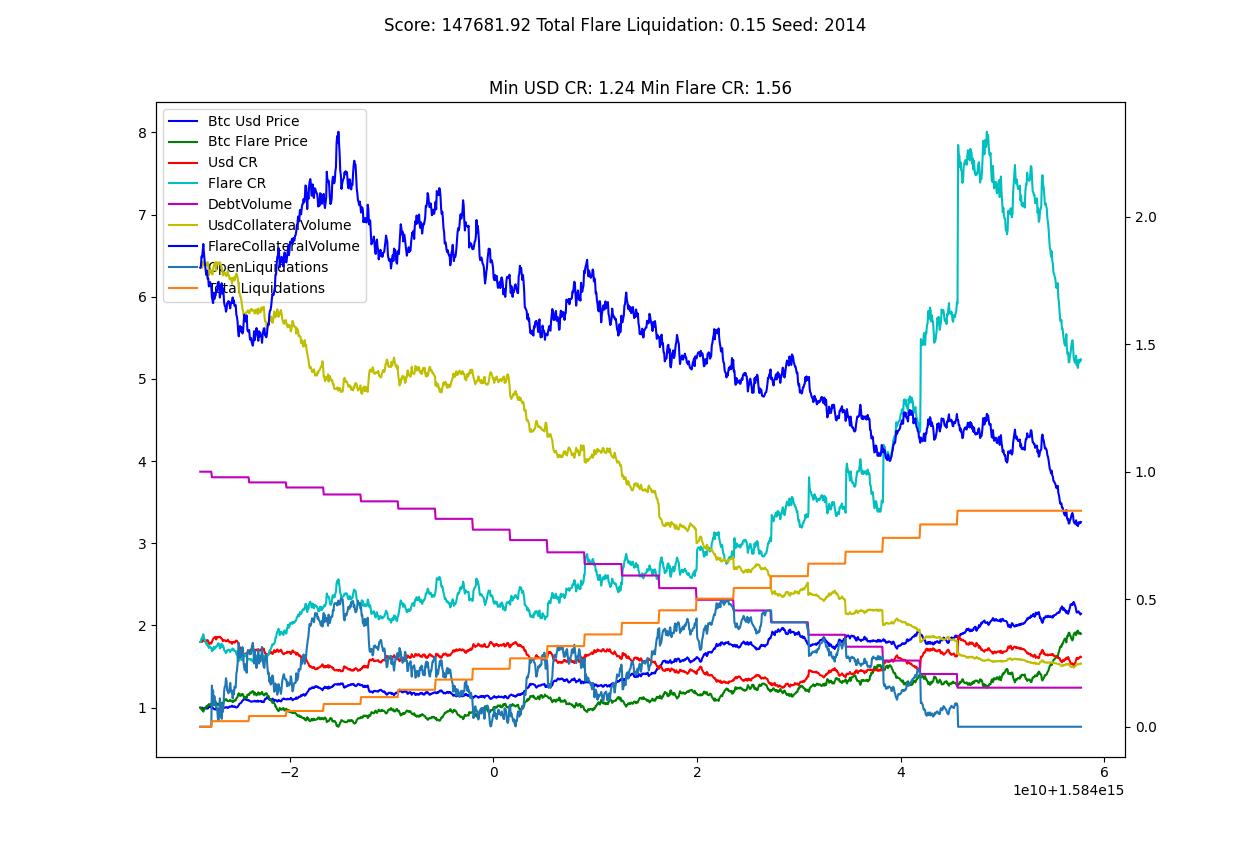 Score: 147681.92 Total Flare Liquidation: 0.15 Seed: 2014
Min USD CR: 1.24 Min Flare CR: 1.56
Btc Usd Price
Btc Flare Price
Usd CR
Flare CR
DebtVolume
UsdCollateralVolume
FlareCollateralVolume
OpenLiquidations
TotalLiquidations
8
7
6
5
4
3
2
1
2.0
1.5
1.0
0.5
0.0
−2
0
2
4
6
1e10+1.584e15